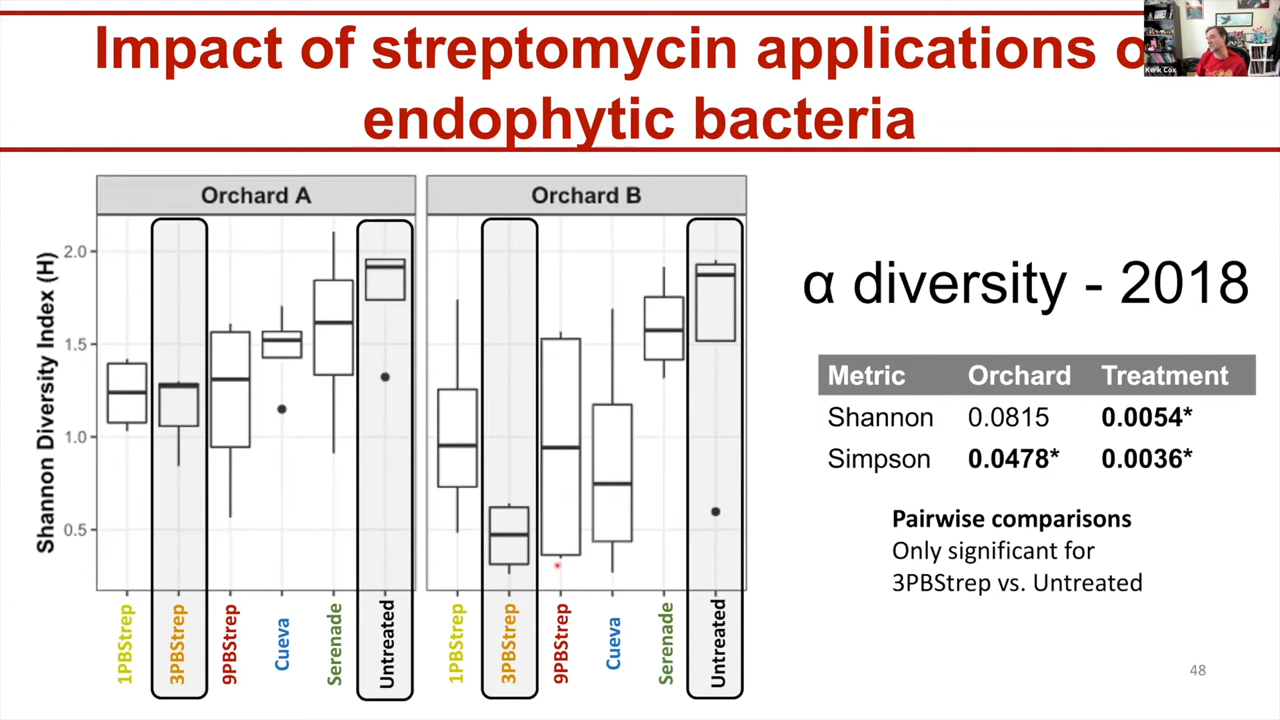 Impact of streptomycin applications o
endophytic bacteria
Kerik Cox
Orchard A
Orchard B
Shannon Diversity Index (H)
2.0
1.5
1.0
0.5
1PBStrep
3PBStrep
9PBStrep
Cueva
Serenade
Untreated
1PBStrep
3PBStrep
9PBStrep
Cueva
Serenade
Untreated
α diversity - 2018
Metric Orchard Treatment
Shannon 0.0815 0.0054*
Simpson 0.0478* 0.0036*
Pairwise comparisons
Only significant for
3PBStrep vs. Untreated
48